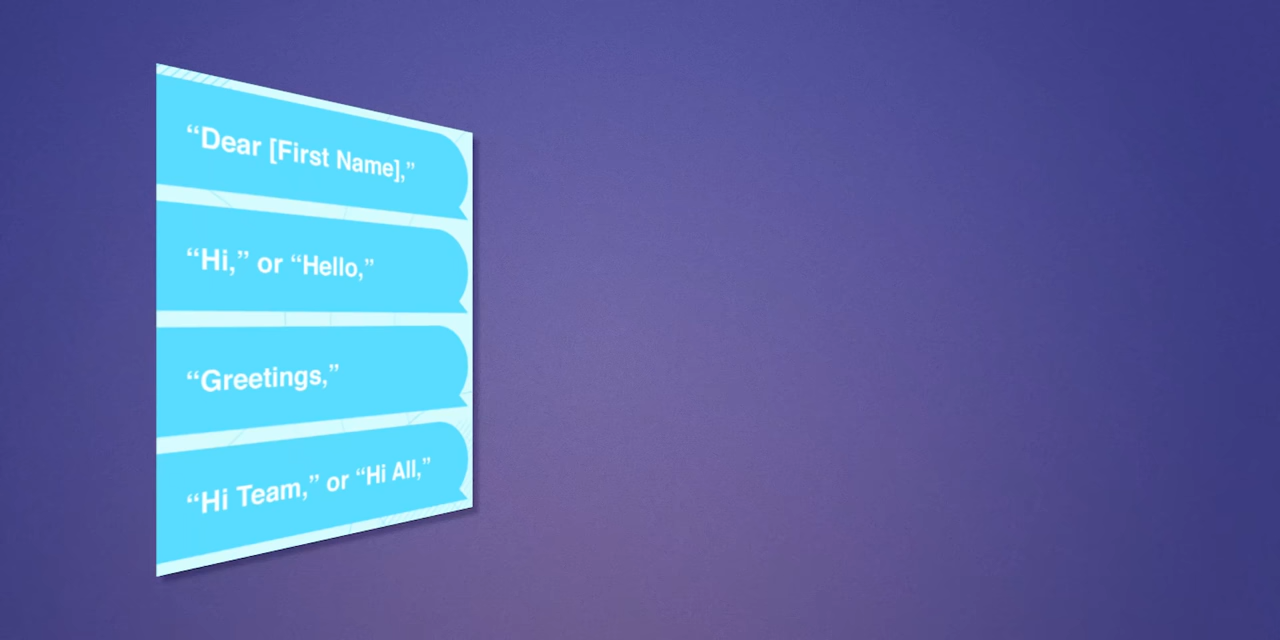 “Dear [First Name],”
“Hi,” or “Hello,”
“Greetings,”
“Hi Team,” or “Hi All,”